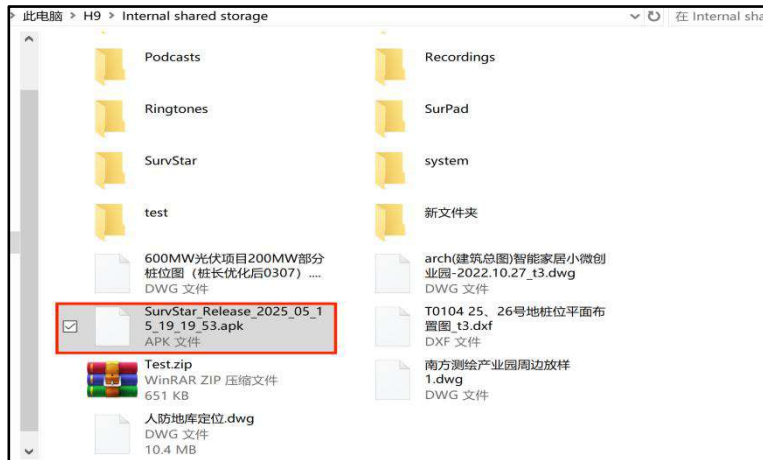 此电脑 > H9 > Internal shared storage
在 Internal sha
Podcasts
Recordings
Ringtones
SurPad
SurvStar
system
test
新文件夹
600MW光伏项目200MW部分
桩位图（桩长优化后0307）....
DWG 文件
arch(建筑总图)智能家居小微创
业园-2022.10.27_t3.dwg
DWG 文件
SurvStar_Release_2025_05_1
5_19_19_53.apk
APK 文件
T0104 25、26号地桩位平面布
置图_t3.dxf
DXF 文件
Test.zip
WinRAR ZIP 压缩文件
651 KB
南方测绘产业园周边放样
1.dwg
DWG 文件
人防地库定位.dwg
DWG 文件
10.4 MB